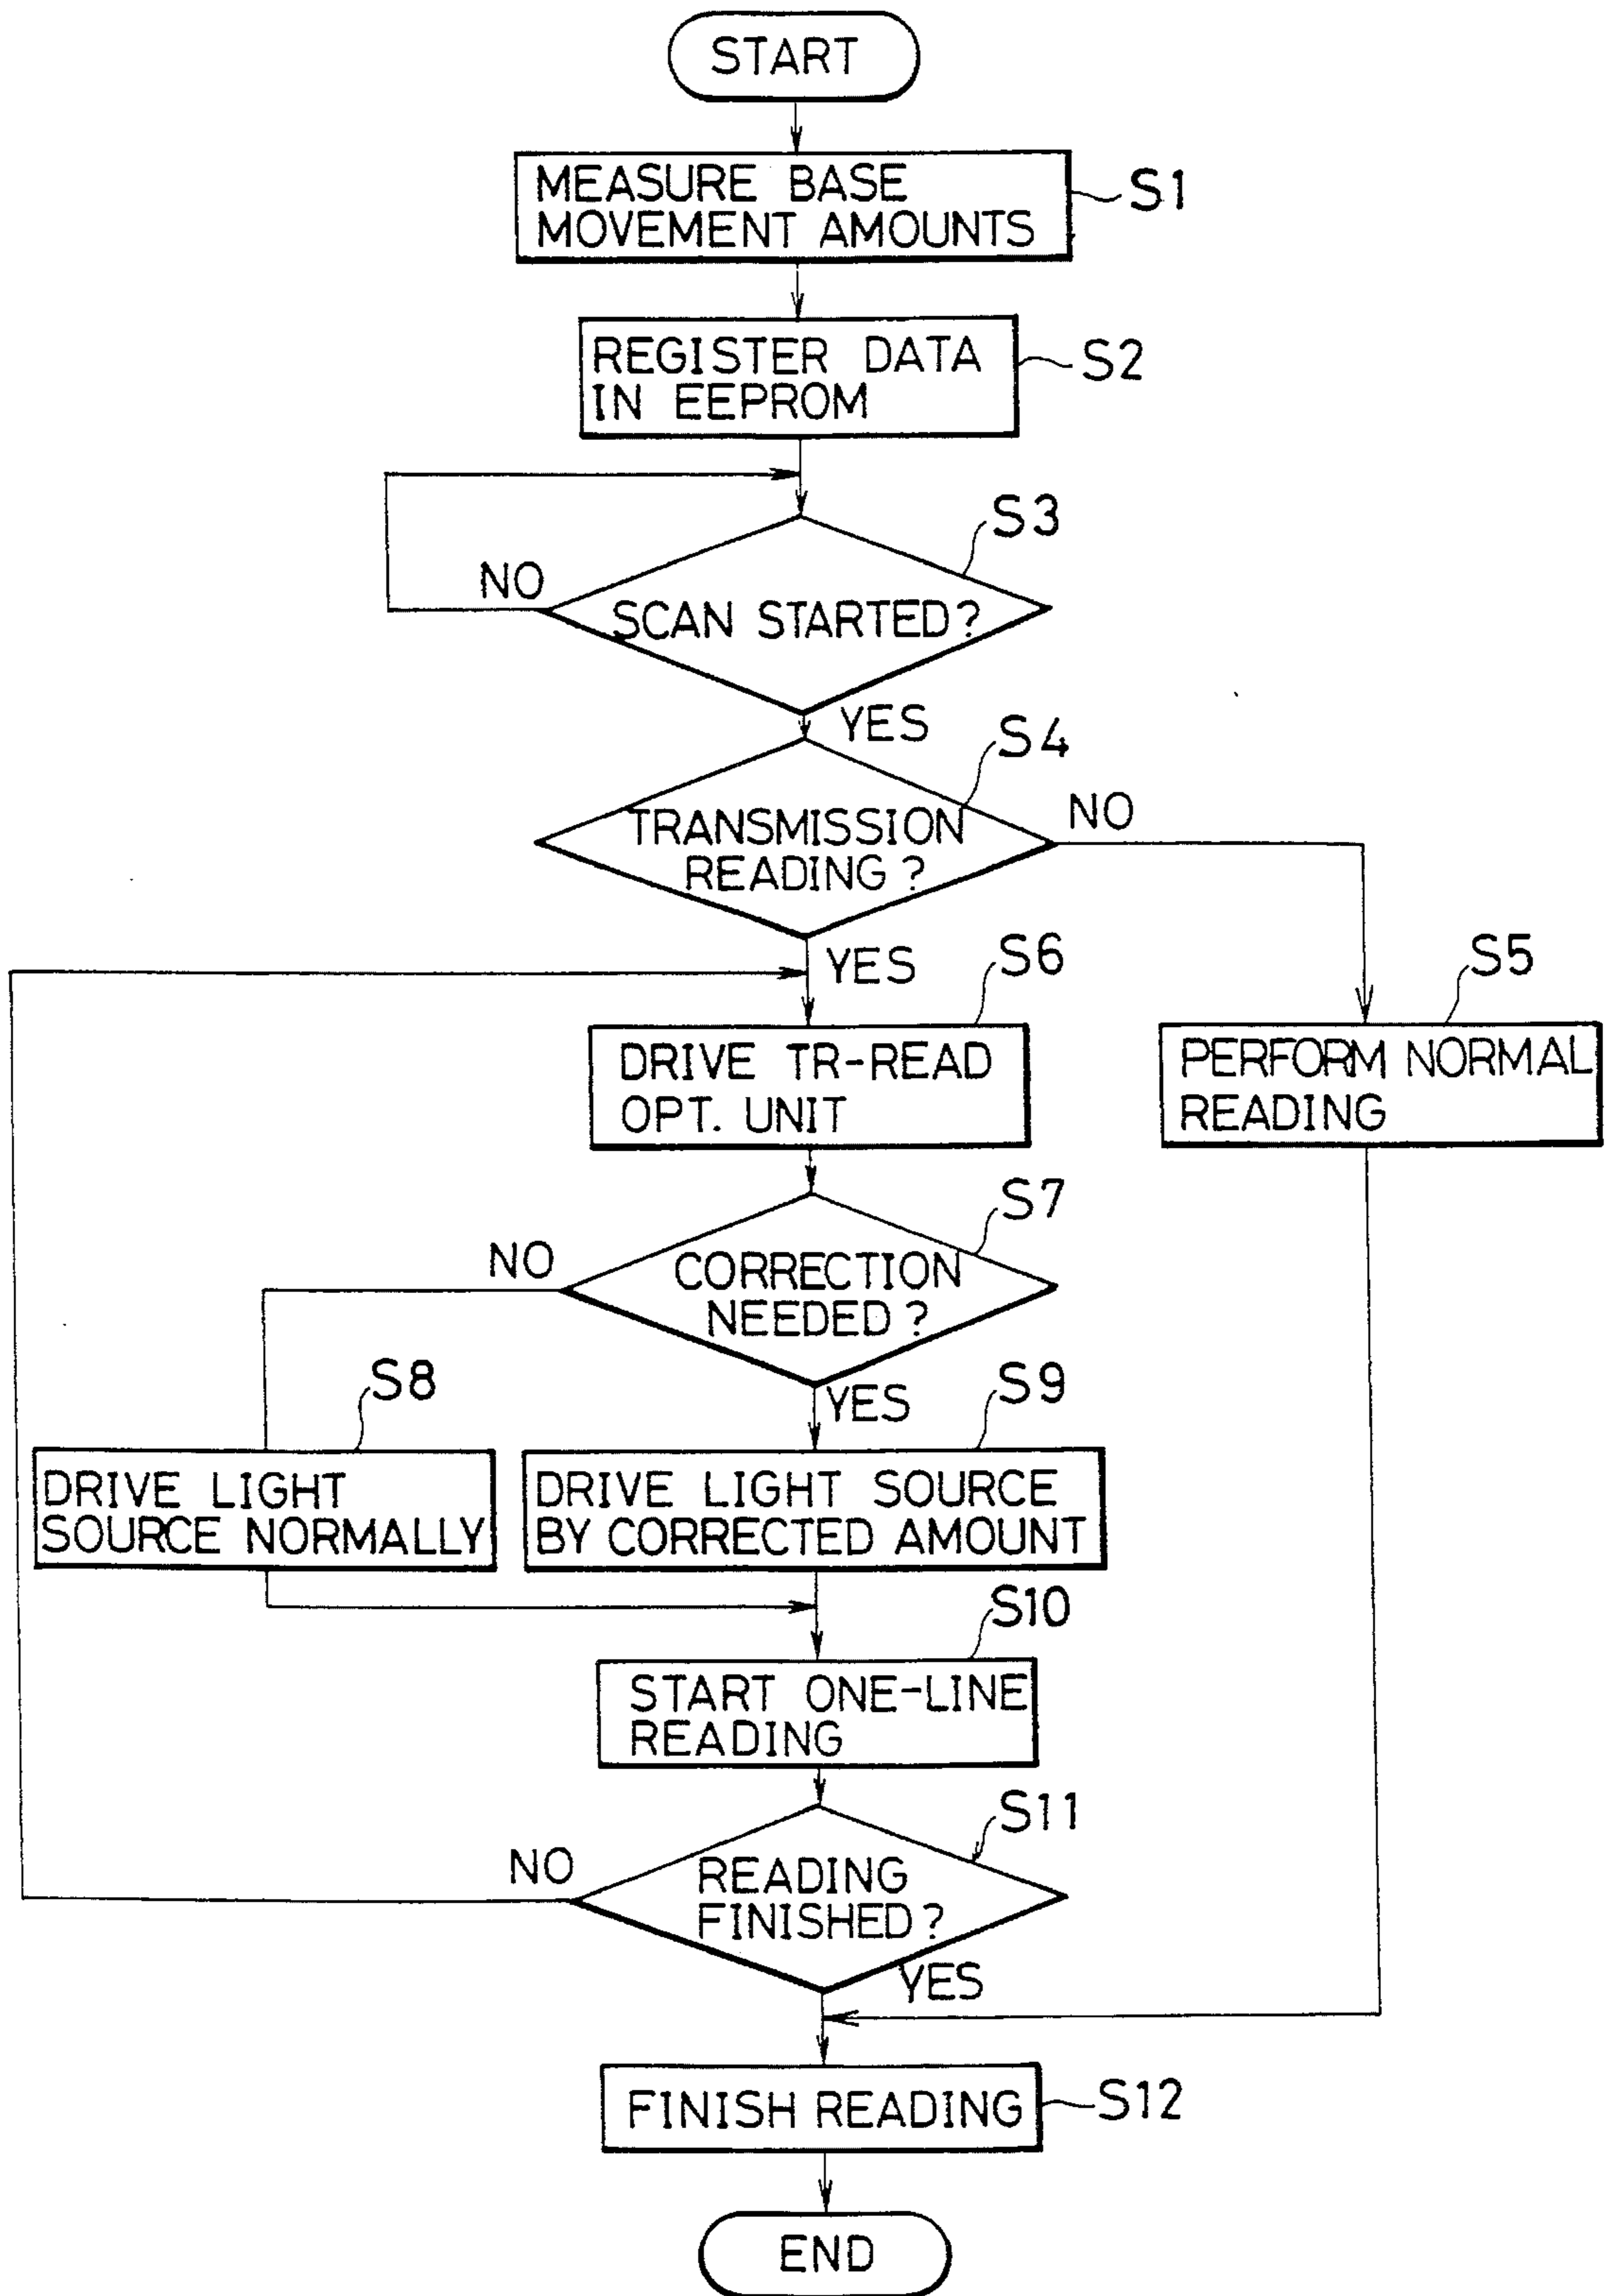 START
MEASURE BASE
MOVEMENT AMOUNTS
S1
REGISTER DATA
IN EEPROM
S2
S3
NO
SCAN STARTED?
YES
S4
TRANSMISSION
READING?
NO
YES
S6
S5
DRIVE TR-READ
OPT. UNIT
PERFORM NORMAL
READING
S7
NO
CORRECTION
NEEDED?
S8
YES
S9
DRIVE LIGHT
SOURCE NORMALLY
DRIVE LIGHT SOURCE
BY CORRECTED AMOUNT
S10
START ONE-LINE
READING
S11
NO
READING
FINISHED?
YES
FINISH READING
S12
END